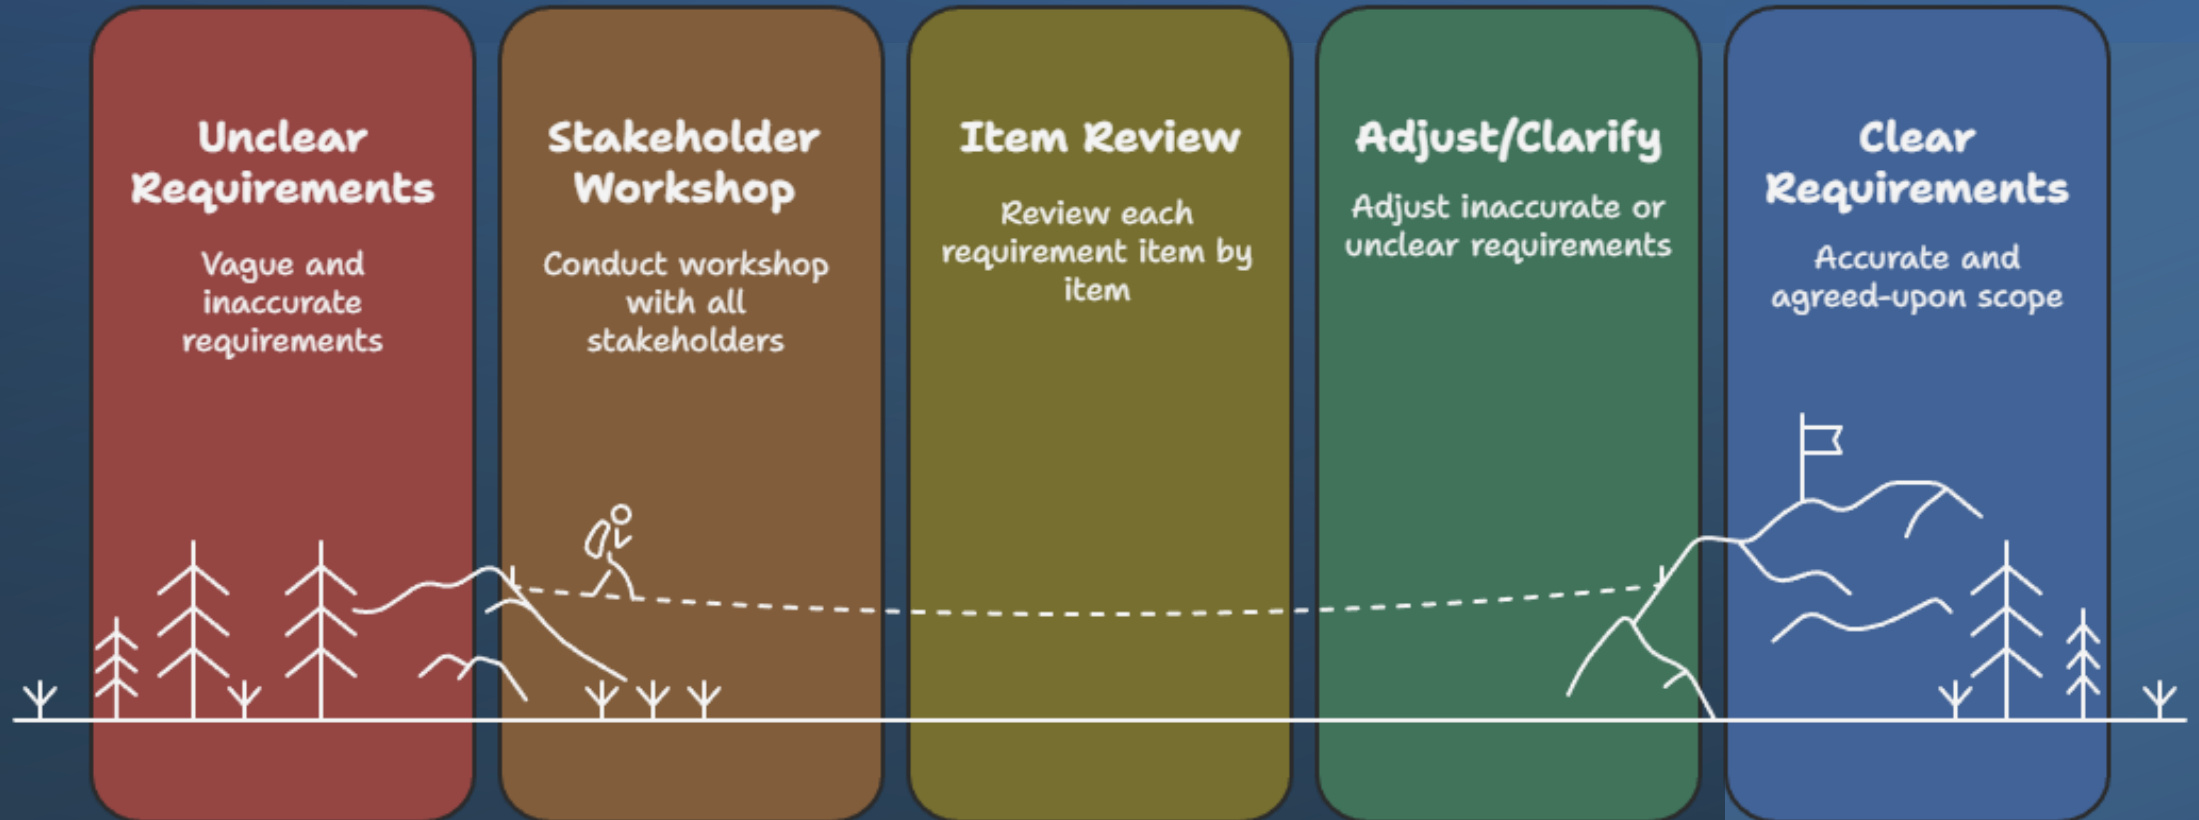 Unclear
Requirements
Vague and
inaccurate
requirements
Stakeholder
Workshop
Conduct workshop
with all
stakeholders
Item Review
Review each
requirement item by
item
Adjust/Clarify
Adjust inaccurate or
unclear requirements
Clear
Requirements
Accurate and
agreed-upon scope